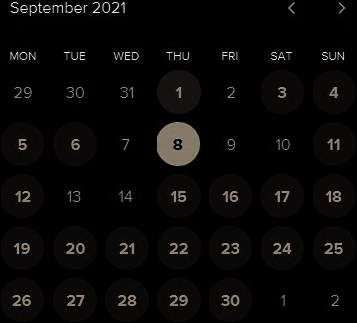 September 2021
MON TUE WED THU FRI SAT SUN
29 30 31 1 2 3 4
5 6 7 8 9 10 11
12 13 14 15 16 17 18
19 20 21 22 23 24 25
26 27 28 29 30 1 2